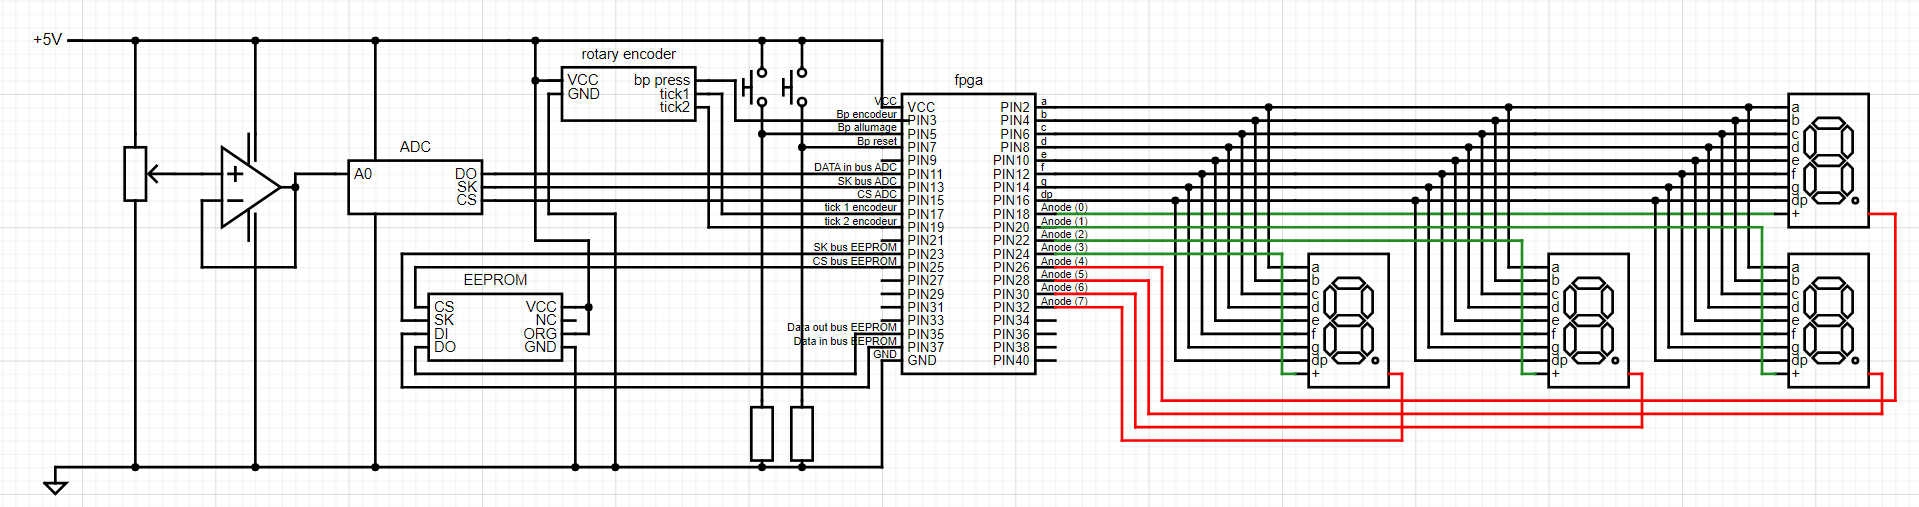 +5V
rotary encoder
VCC
GND
bp press
tick1
tick2
ADC
A0
DO
SK
CS
EEPROM
CS
SK
DI
DO
VCC
NC
ORG
GND
fpga
VCC
Bp encodeur
Bp allumage
Bp reset
DATA in bus ADC
SK bus ADC
CS ADC
tick 1 encodeur
tick 2 encodeur
SK bus EEPROM
CS bus EEPROM
Data out bus EEPROM
Data in bus EEPROM
GND
VCC
PIN3
PIN5
PIN7
PIN9
PIN11
PIN13
PIN15
PIN17
PIN19
PIN21
PIN23
PIN25
PIN27
PIN29
PIN31
PIN33
PIN35
PIN37
GND
PIN2
PIN4
PIN6
PIN8
PIN10
PIN12
PIN14
PIN16
PIN18
PIN20
PIN22
PIN24
PIN26
PIN28
PIN30
PIN32
PIN34
PIN36
PIN38
PIN40
a
b
c
d
e
f
g
dp
Anode (0)
Anode (1)
Anode (2)
Anode (3)
Anode (4)
Anode (5)
Anode (6)
Anode (7)
a
b
c
d
e
f
g
dp
+
a
b
c
d
e
f
g
dp
+
a
b
c
d
e
f
g
dp
+
a
b
c
d
e
f
g
dp
+